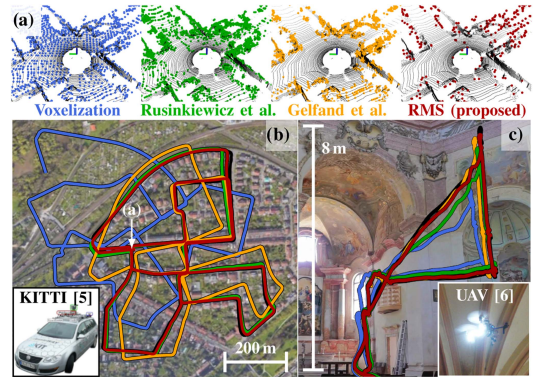 (a)
Voxelization Rusinkiewicz et al. Gelfand et al. RMS (proposed)
(b)
c)
8 m
(a)
KITTI [5]
200 m
UAV [6]